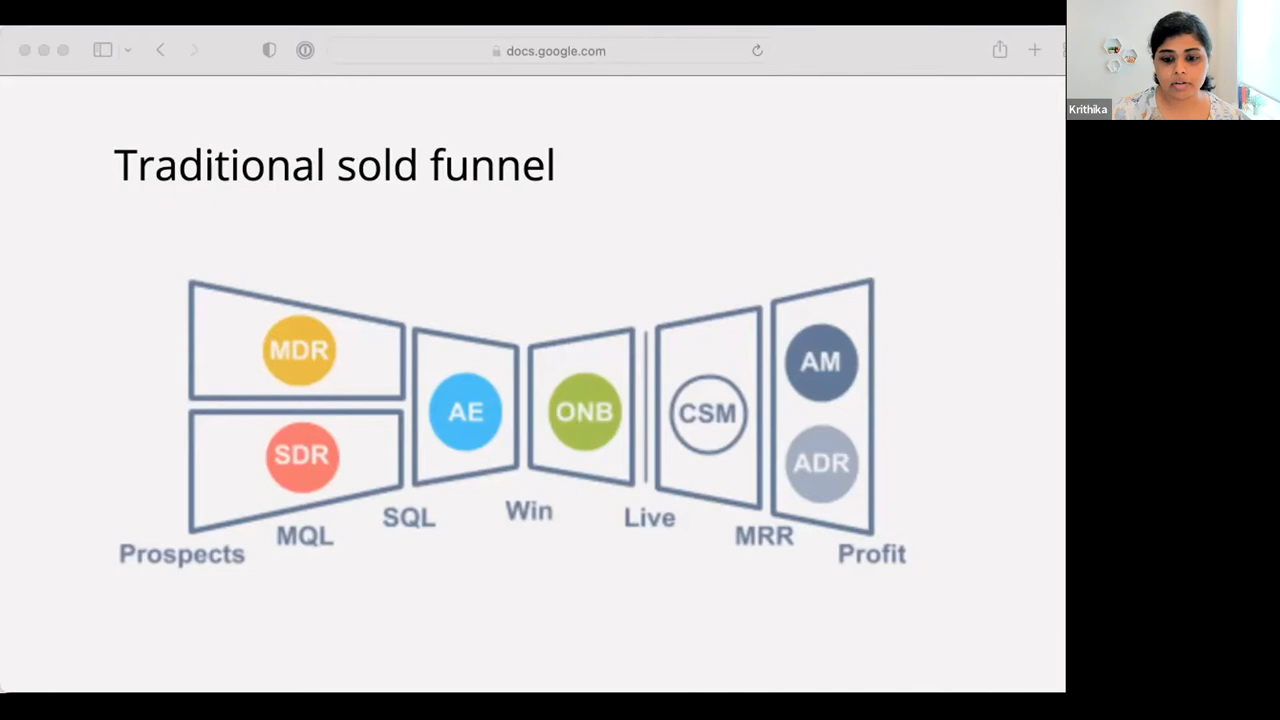 docs.google.com
Krithika
Traditional sold funnel
MDR
SDR
AE
ONB
CSM
AM
ADR
Prospects
MQL
SQL
Win
Live
MRR
Profit